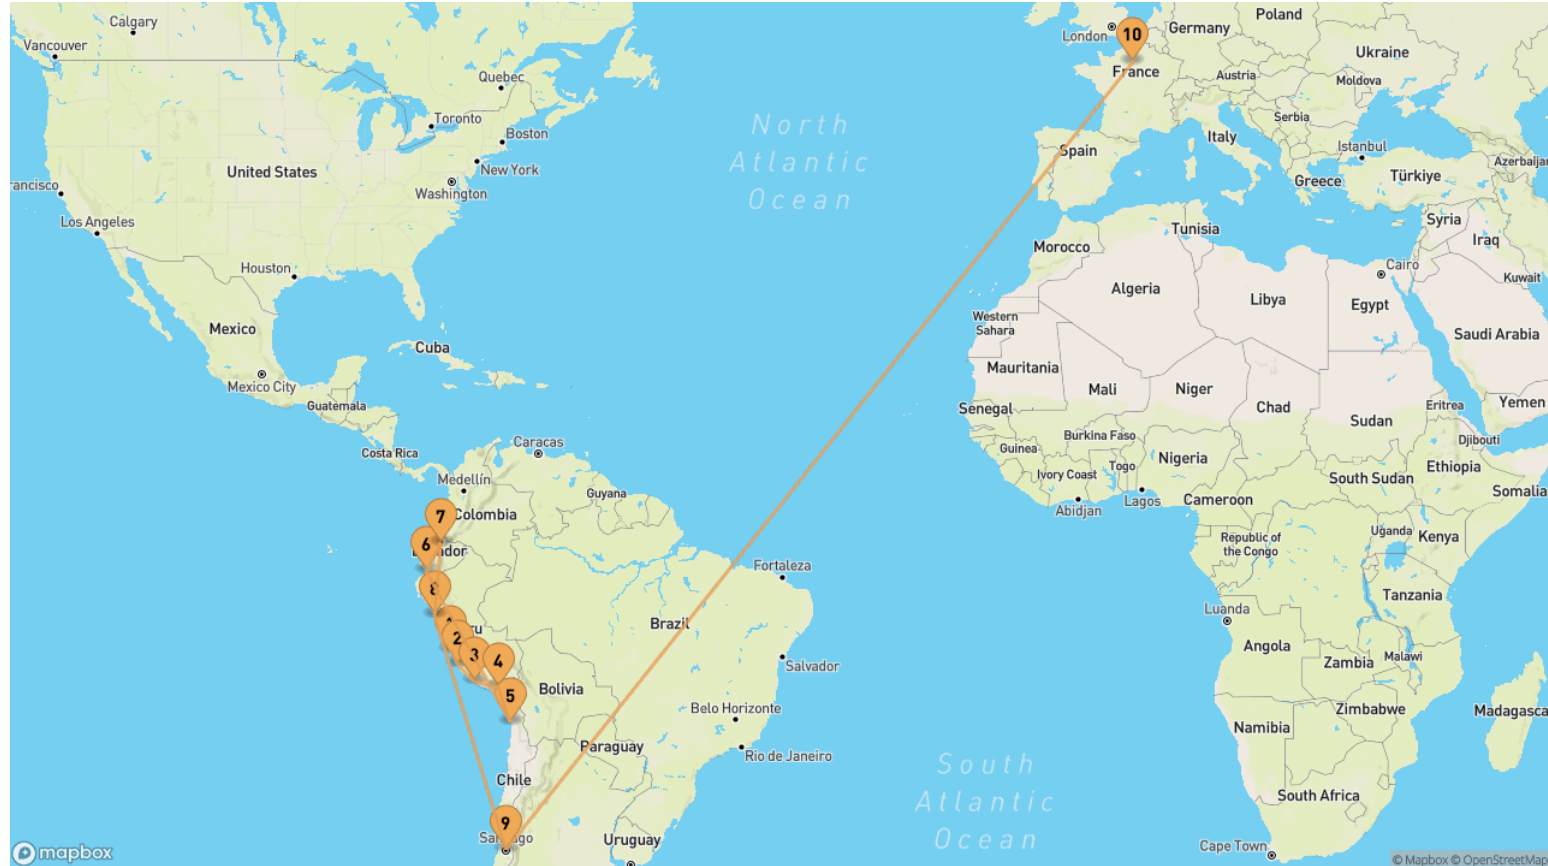 Calgary
Vancouver
Quebec
Toronto
Boston
New York
United States
Washington
rancisco
Los Angeles
Houston
Mexico
Mexico City
Cuba
Guatemala
Costa Rica
Caracas
Medellín
Guyana
Colombia
North
Atlantic
Ocean
London
10
France
Germany
Poland
Ukraine
Austria
Moldova
Serbia
Italy
Spain
Istanbul
Greece
Türkiye
Azerbaijan
Syria
Iraq
Kuwait
Tunisia
Morocco
Cairo
Algeria
Libya
Egypt
Western
Sahara
Saudi Arabia
Mauritania
Mali
Niger
Chad
Sudan
Eritrea
Yemen
Senegal
Burkina Faso
Djibouti
Guinea
Ivory Coast
Togo
Nigeria
South Sudan
Ethiopia
Somalia
Abidjan
Lagos
Cameroon
Uganda
Kenya
Republic of
the Congo
Tanzania
Luanda
Angola
Zambia
Malawi
Zimbabwe
Namibia
Madagasca
South Africa
Cape Town
7
6
8
2
3
4
5
9
Fortaleza
Brazil
Salvador
Bolivia
Belo Horizonte
Rio de Janeiro
Paraguay
Chile
Uruguay
South
Atlantic
Ocean
mapbox
© Mapbox © OpenStreetMap